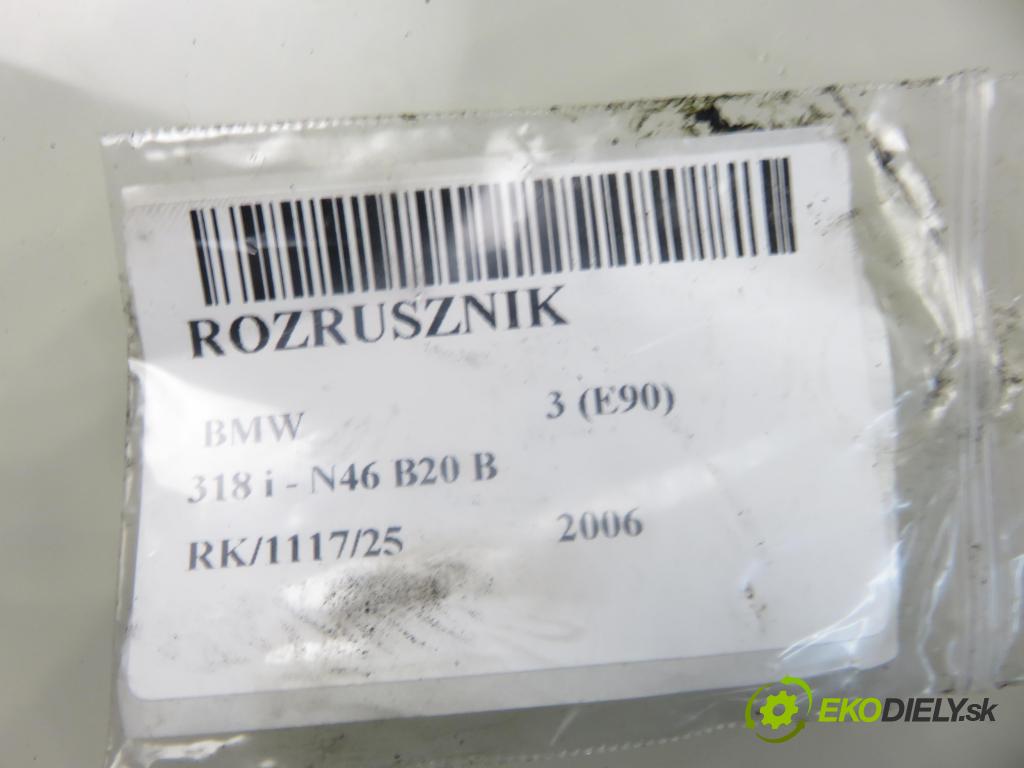 ROZRUSZNIK
BMW 3 (E90)
318 i - N46 B20 B
RK/1117/25 2006
EKODIELY.sk